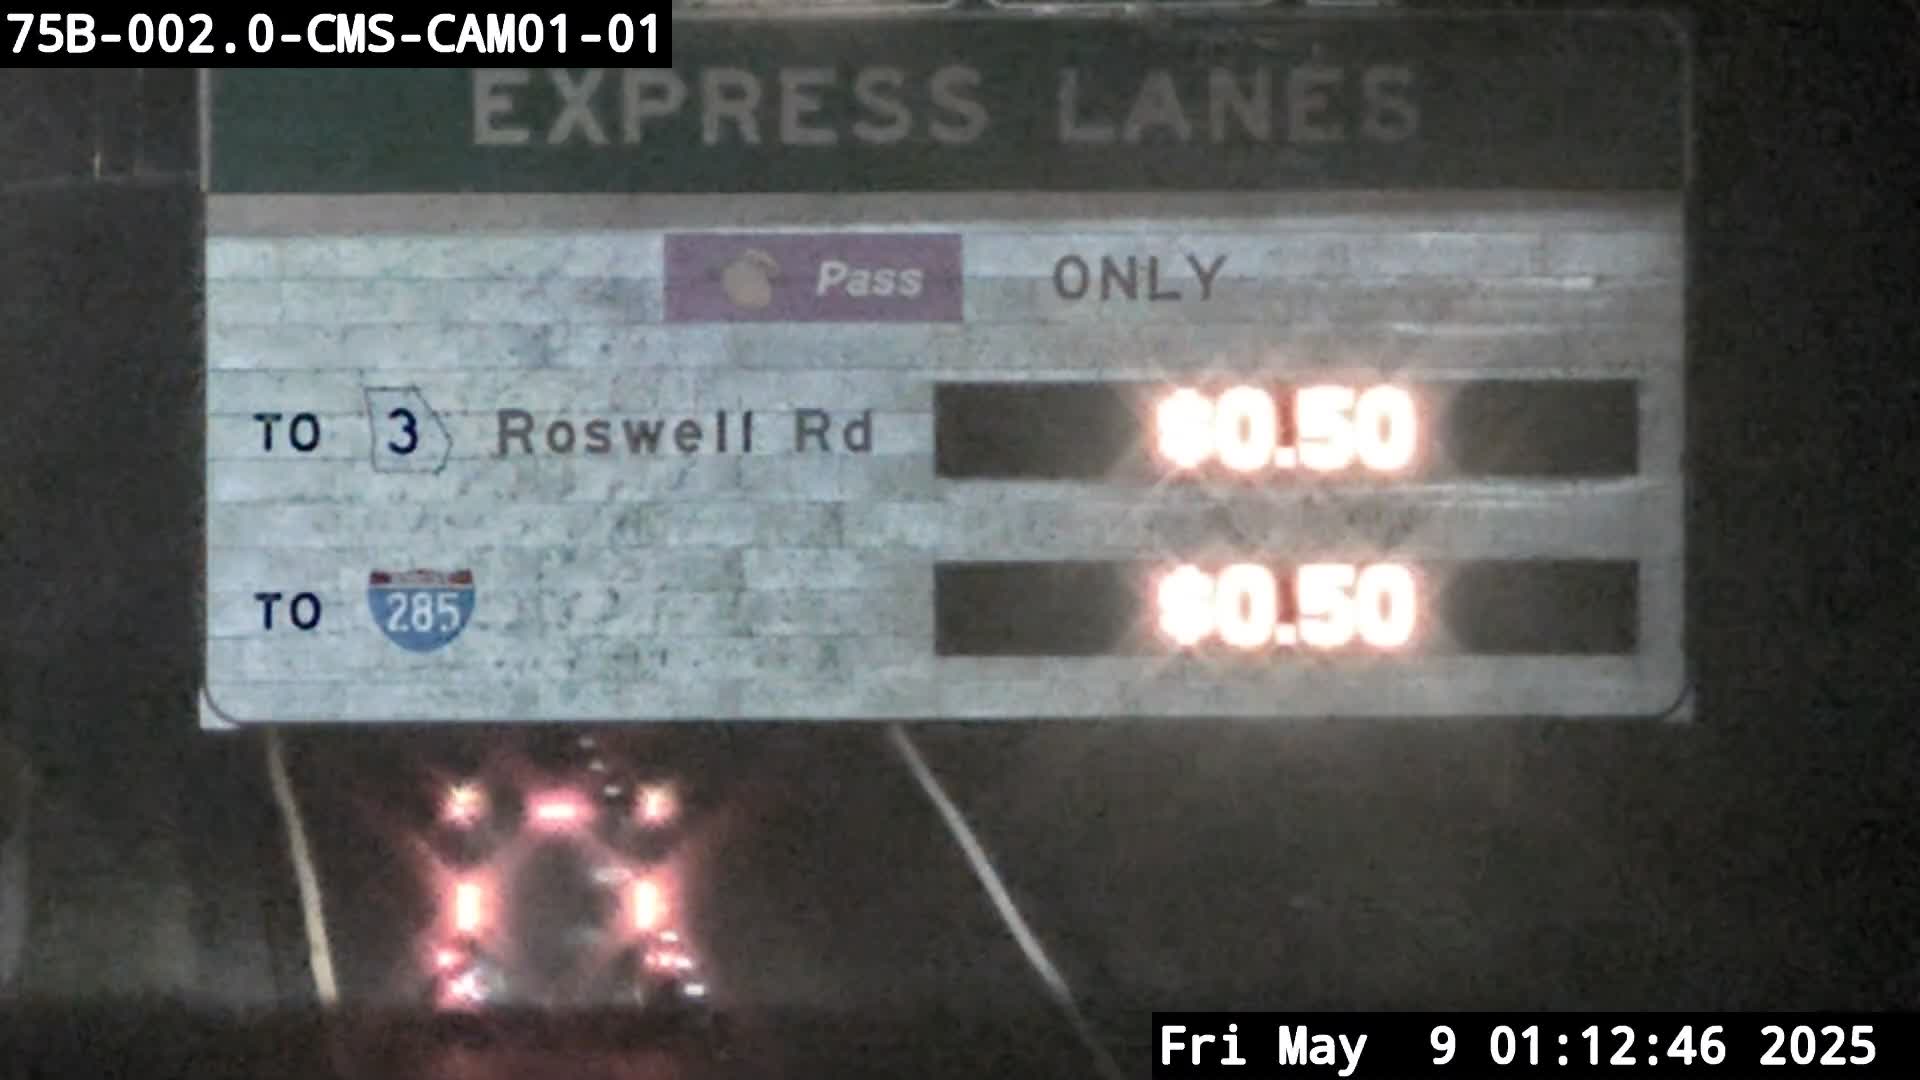 75B-002.0-CMS-CAM01-01
EXPRESS LANES
Pass ONLY
TO 3 Roswell Rd $0.50
TO 285 $0.50
Fri May 9 01:12:46 2025